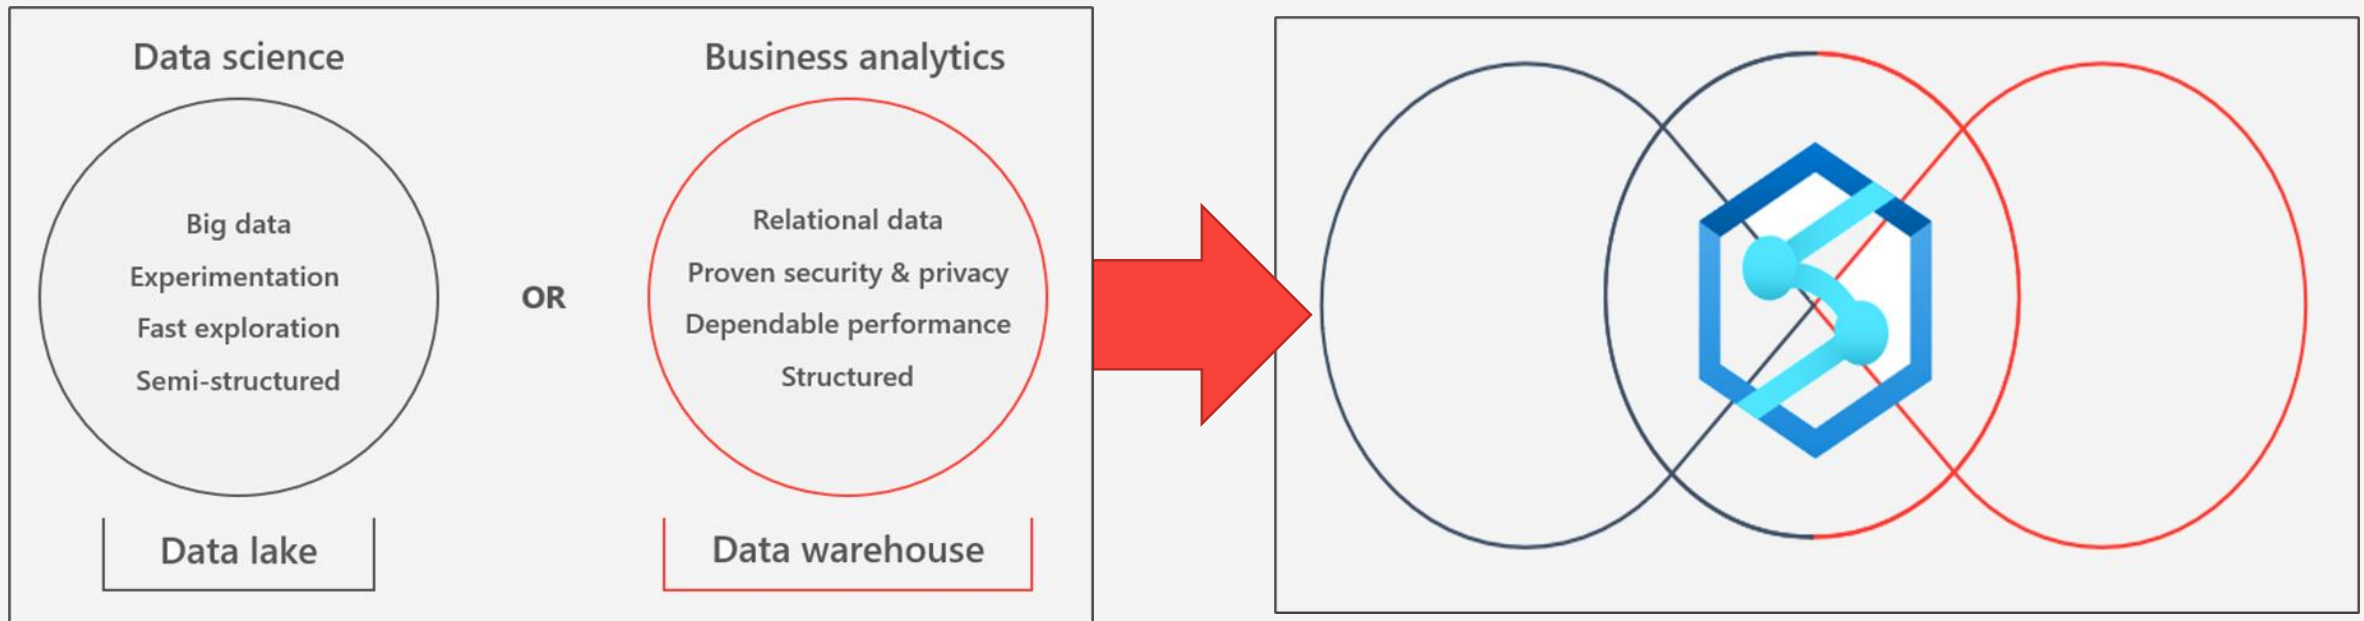 Data science
Big data
Experimentation
Fast exploration
Semi-structured
Data lake
OR
Business analytics
Relational data
Proven security & privacy
Dependable performance
Structured
Data warehouse